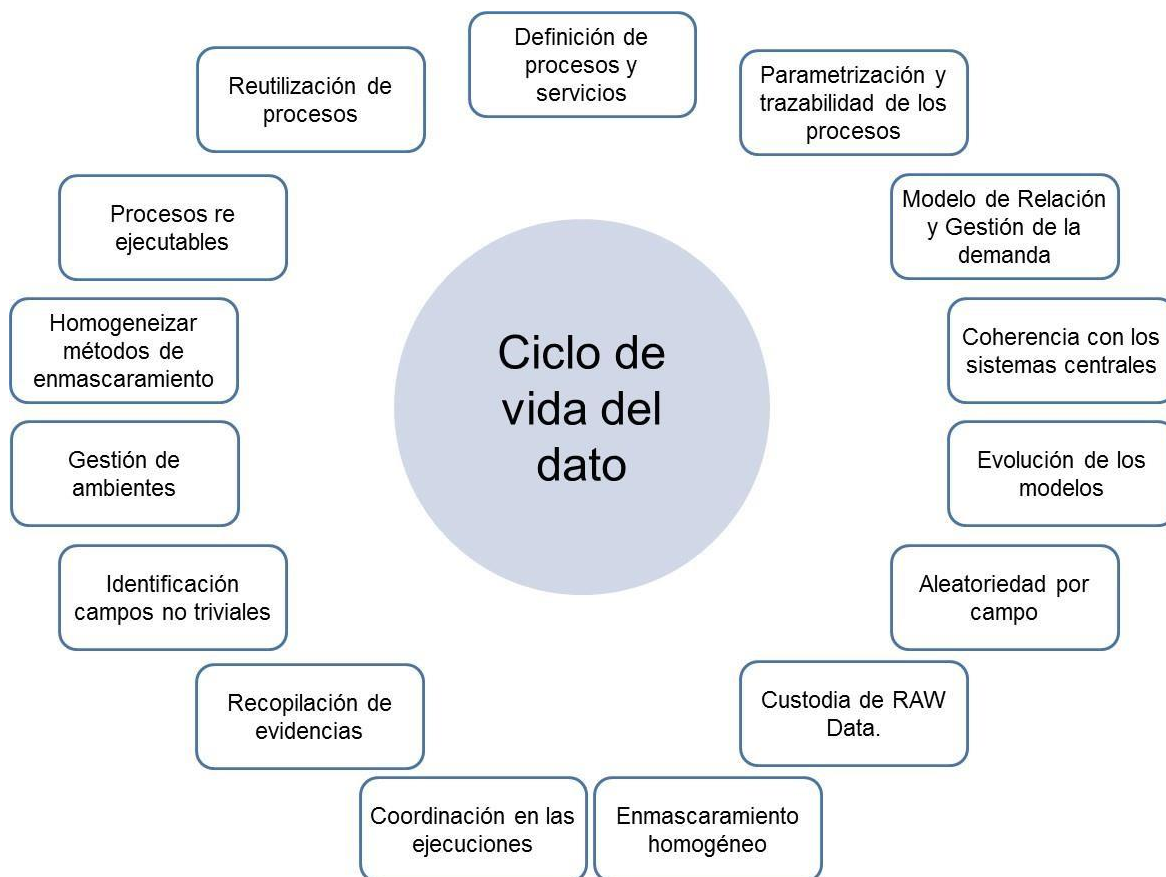 Definición de
procesos y
servicios
Parametrización y
trazabilidad de los
procesos
Modelo de Relación
y Gestión de la
demanda
Coherencia con los
sistemas centrales
Evolución de los
modelos
Aleatoriedad por
campo
Custodia de RAW
Data.
Enmascaramiento
homogéneo
Coordinación en las
ejecuciones
Recopilación de
evidencias
Identificación
campos no triviales
Gestión de
ambientes
Homogeneizar
métodos de
enmascaramiento
Procesos re
ejecutables
Reutilización de
procesos
Ciclo de
vida del
dato